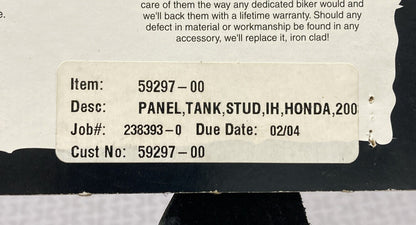 care of them the way any dedicated biker would and
we'll back them with a lifetime warranty. Should any
defect in material or workmanship be found in any
accessory, we'll replace it, iron clad!
Item: 59297-00
Desc: PANEL,TANK,STUD,IH,HONDA,200
Job#: 238393-0 Due Date: 02/04
Cust No: 59297-00